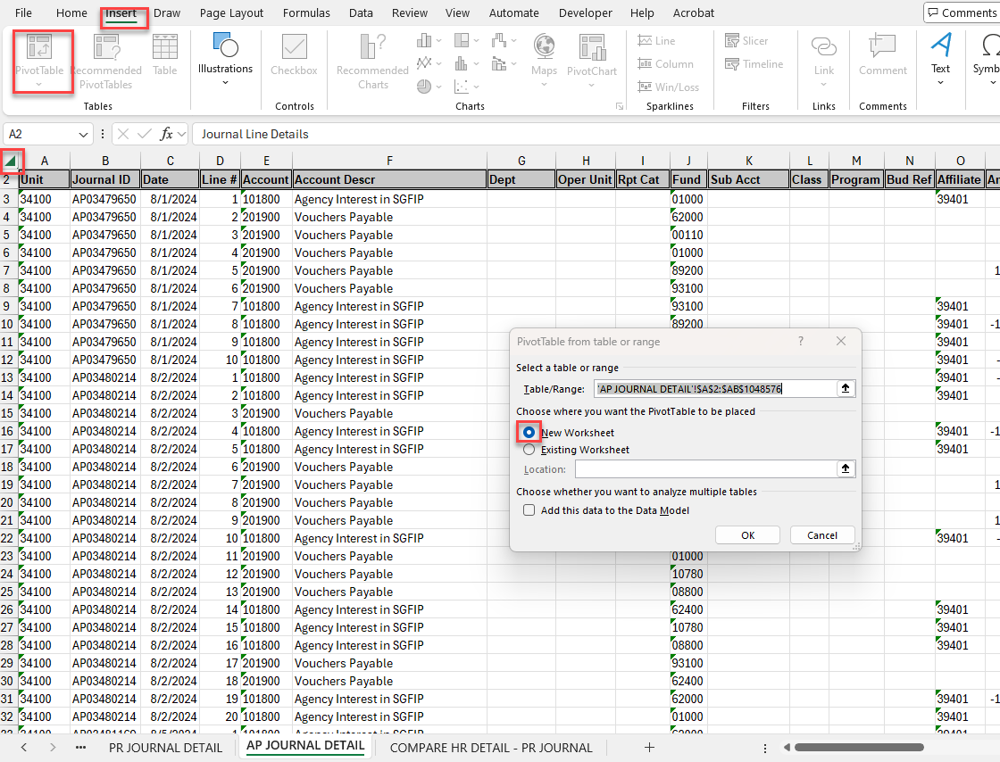 File Home Insert Draw Page Layout Formulas Data Review View Automate Developer Help Acrobat Comments
PivotTable Recommended PivotTables Table Illustrations Checkbox Recommended Charts Maps PivotChart Line Column Win/Loss Slicer Timeline Link Comment Text
Tables Controls Charts Sparklines Filters Links Comments
A2 fx Journal Line Details
A B C D E F G H I J K L M N O
2 Unit Journal ID Date Line # Account Account Descr Dept Oper Unit Rpt Cat Fund Sub Acct Class Program Bud Ref Affiliate
3 34100 AP03479650 8/1/2024 1 101800 Agency Interest in SGFIP 01000 39401
4 34100 AP03479650 8/1/2024 2 201900 Vouchers Payable 62000
5 34100 AP03479650 8/1/2024 3 201900 Vouchers Payable 00110
6 34100 AP03479650 8/1/2024 4 201900 Vouchers Payable 01000
7 34100 AP03479650 8/1/2024 5 201900 Vouchers Payable 89200
8 34100 AP03479650 8/1/2024 6 201900 Vouchers Payable 93100
9 34100 AP03479650 8/1/2024 7 101800 Agency Interest in SGFIP 93100 39401
10 34100 AP03479650 8/1/2024 8 101800 Agency Interest in SGFIP 89200 39401
11 34100 AP03479650 8/1/2024 9 101800 Agency Interest in SGFIP 39401
12 34100 AP03479650 8/1/2024 10 101800 Agency Interest in SGFIP 39401
13 34100 AP03480214 8/2/2024 1 101800 Agency Interest in SGFIP 39401
14 34100 AP03480214 8/2/2024 2 101800 Agency Interest in SGFIP 39401
15 34100 AP03480214 8/2/2024 3 201900 Vouchers Payable
16 34100 AP03480214 8/2/2024 4 101800 Agency Interest in SGFIP 39401
17 34100 AP03480214 8/2/2024 5 101800 Agency Interest in SGFIP 39401
18 34100 AP03480214 8/2/2024 6 201900 Vouchers Payable
19 34100 AP03480214 8/2/2024 7 201900 Vouchers Payable
20 34100 AP03480214 8/2/2024 8 201900 Vouchers Payable
21 34100 AP03480214 8/2/2024 9 201900 Vouchers Payable
22 34100 AP03480214 8/2/2024 10 101800 Agency Interest in SGFIP 39401
23 34100 AP03480214 8/2/2024 11 201900 Vouchers Payable 01000
24 34100 AP03480214 8/2/2024 12 201900 Vouchers Payable 10780
25 34100 AP03480214 8/2/2024 13 201900 Vouchers Payable 08800
26 34100 AP03480214 8/2/2024 14 101800 Agency Interest in SGFIP 62400 39401
27 34100 AP03480214 8/2/2024 15 101800 Agency Interest in SGFIP 10780 39401
28 34100 AP03480214 8/2/2024 16 101800 Agency Interest in SGFIP 08800 39401
29 34100 AP03480214 8/2/2024 17 201900 Vouchers Payable 93100
30 34100 AP03480214 8/2/2024 18 201900 Vouchers Payable 62400
31 34100 AP03480214 8/2/2024 19 101800 Agency Interest in SGFIP 62000 39401
32 34100 AP03480214 8/2/2024 20 101800 Agency Interest in SGFIP 01000 39401
PivotTable from table or range ?
Select a table or range
Table/Range: 'AP JOURNAL DETAIL'!$A$2:$AB$1048576
Choose where you want the PivotTable to be placed
New Worksheet
Existing Worksheet
Location:
Choose whether you want to analyze multiple tables
Add this data to the Data Model
OK Cancel
PR JOURNAL DETAIL AP JOURNAL DETAIL COMPARE HR DETAIL - PR JOURNAL